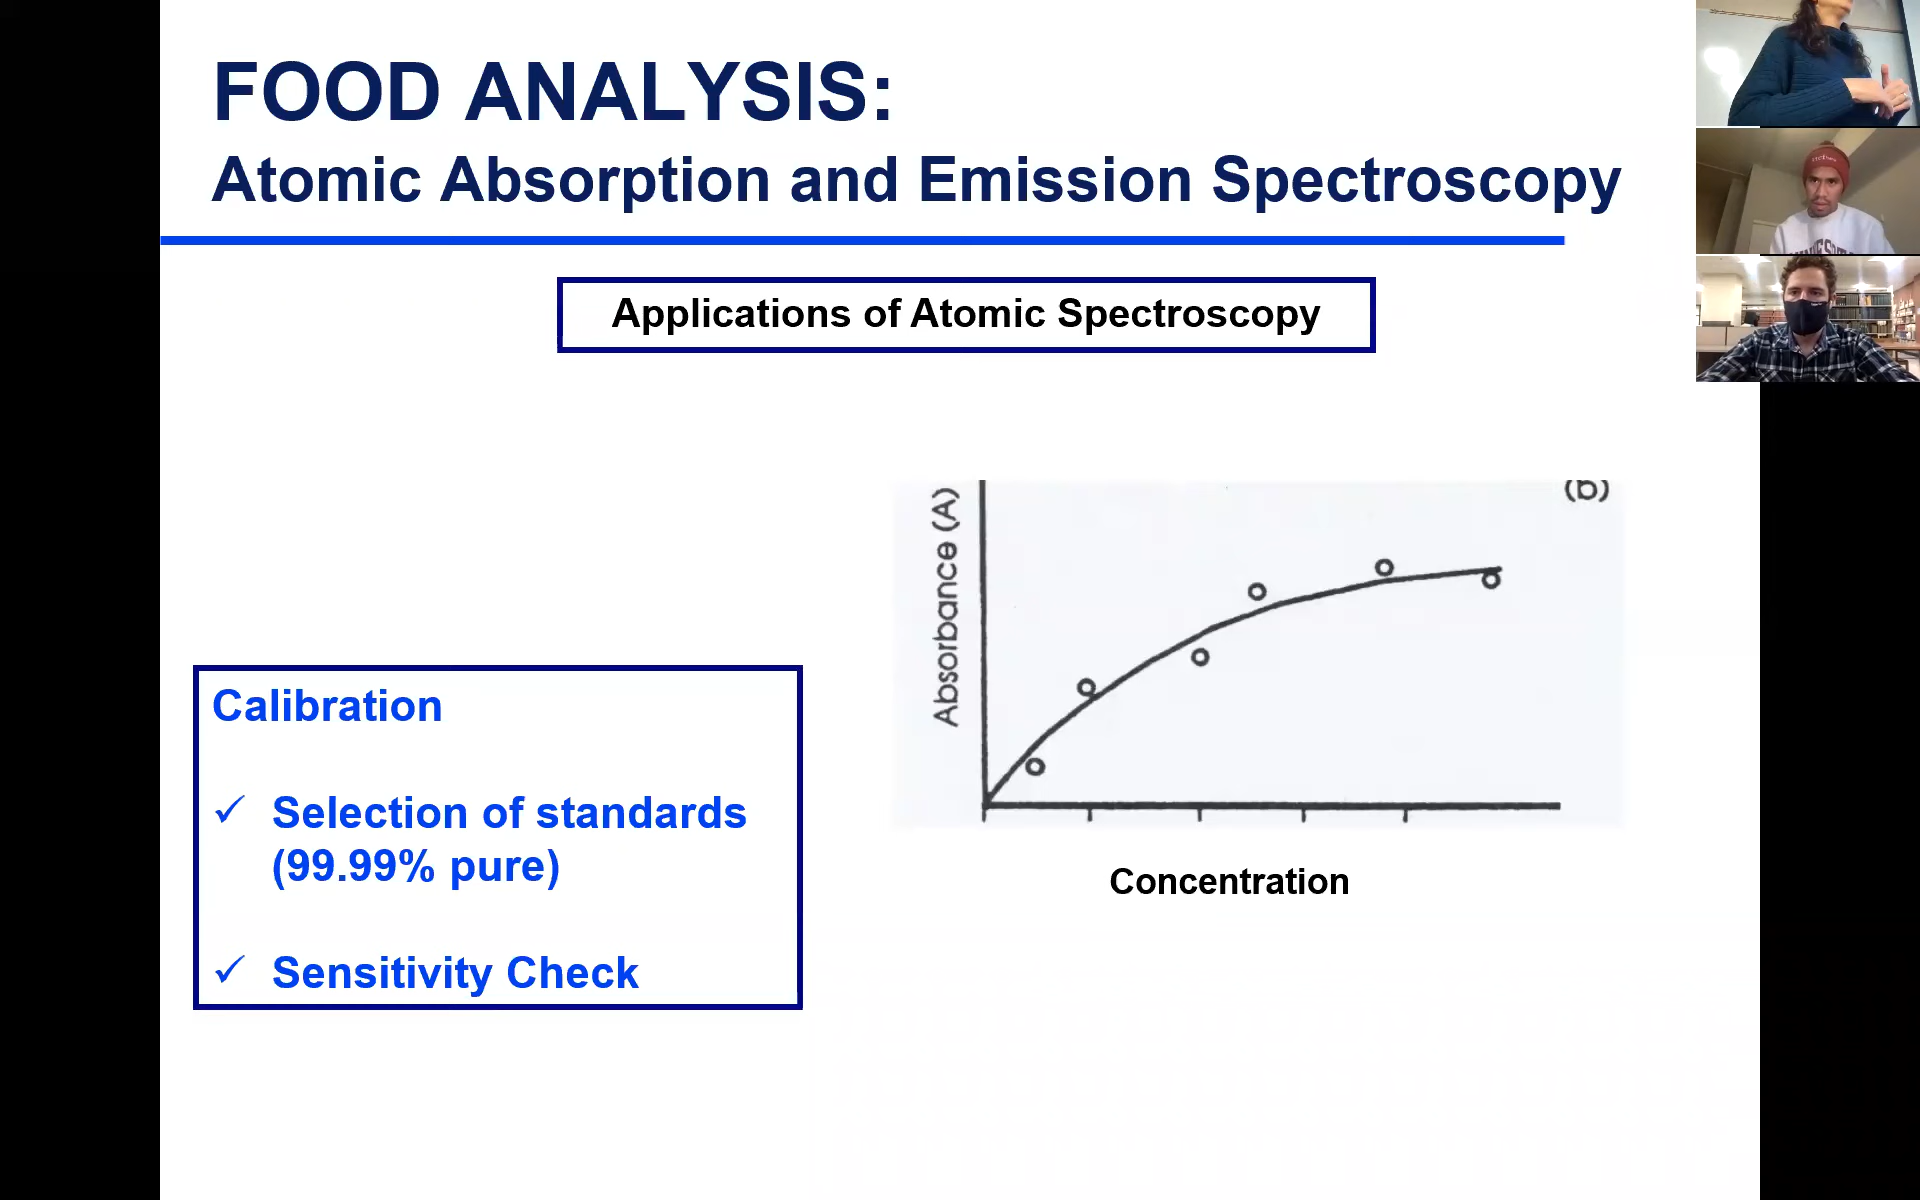 FOOD ANALYSIS:
Atomic Absorption and Emission Spectroscopy
Applications of Atomic Spectroscopy
(b)
Absorbance (A)
Concentration
Calibration
✓ Selection of standards
(99.99% pure)
✓ Sensitivity Check